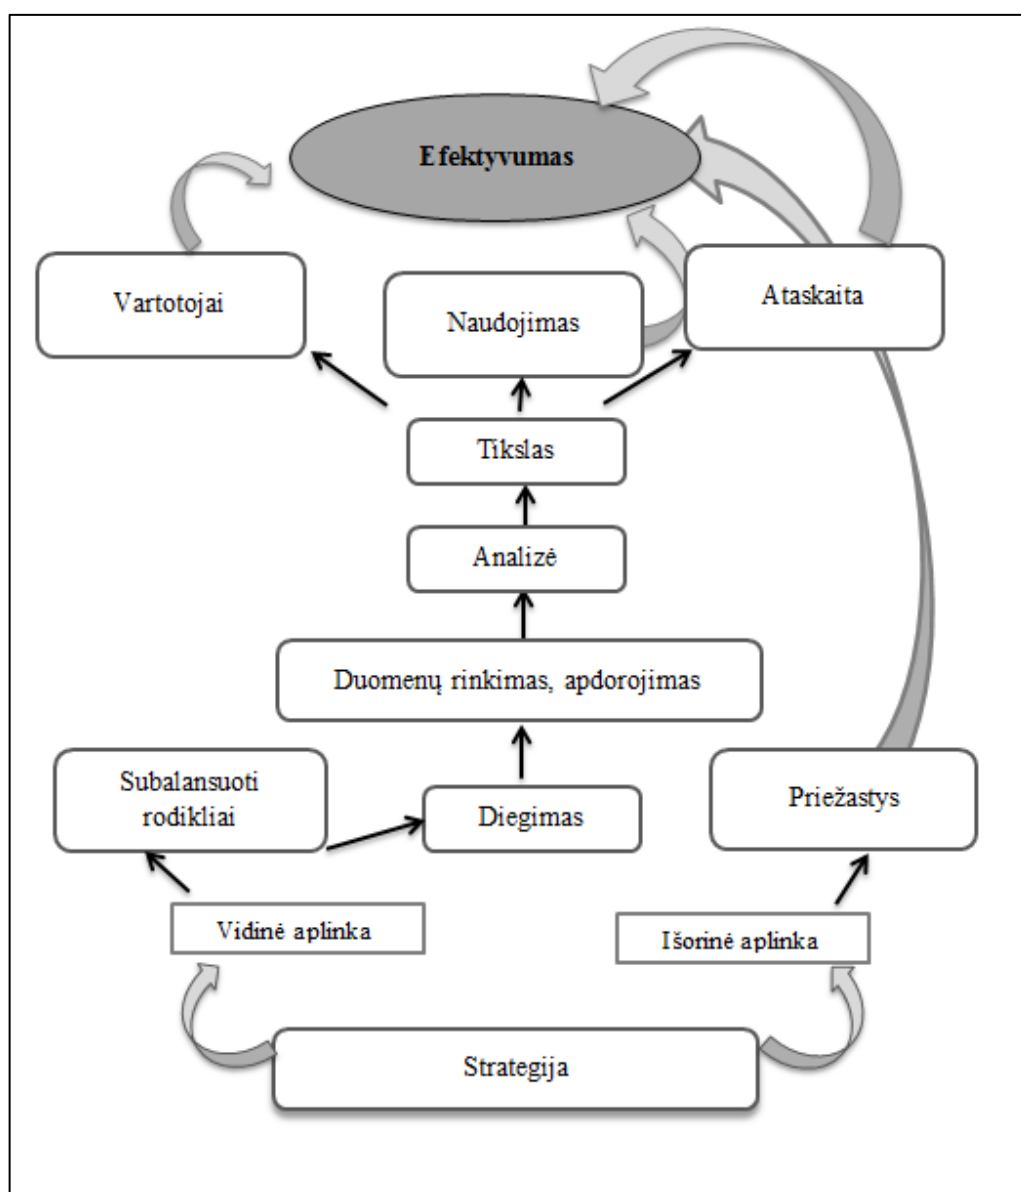 Efektyvumas
Vartotojai
Naudojimas
Ataskaita
Tikslas
Analizė
Duomenų rinkimas, apdorojimas
Subalansuoti
rodikliai
Diegimas
Priežastys
Vidinė aplinka
Išorinė aplinka
Strategija